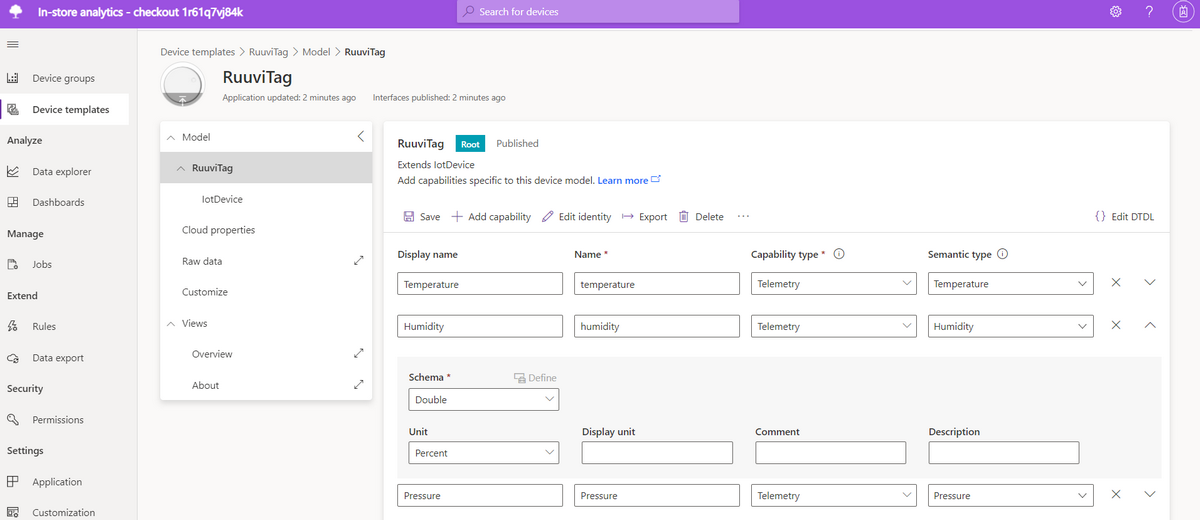 In-store analytics - checkout 1r61q7vj84k
Search for devices
Device groups
Device templates
Analyze
Data explorer
Dashboards
Manage
Jobs
Extend
Rules
Data export
Security
Permissions
Settings
Application
Customization
Device templates > RuuviTag > Model > RuuviTag
RuuviTag
Application updated: 2 minutes ago Interfaces published: 2 minutes ago
Model
RuuviTag
IotDevice
Cloud properties
Raw data
Customize
Views
Overview
About
RuuviTag Root Published
Extends IotDevice
Add capabilities specific to this device model. Learn more
Save Add capability Edit identity Export Delete ... {} Edit DTDL
Display name Name * Capability type * Semantic type
Temperature temperature Telemetry Temperature
Humidity humidity Telemetry Humidity
Schema * Define
Double
Unit Display unit Comment Description
Percent
Pressure Pressure Telemetry Pressure